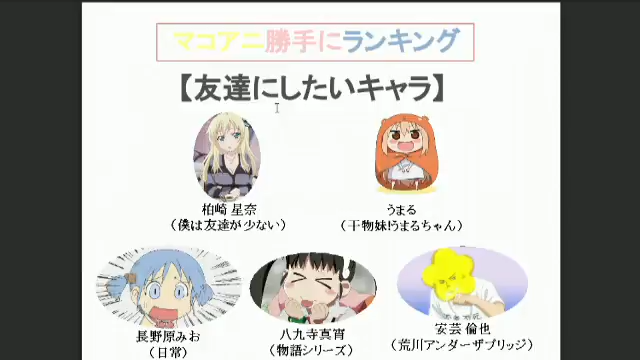 マコアニ勝手にランキング
【友達にしたいキャラ】
柏崎 星奈
（僕は友達が少ない）
うまる
（干物妹!うまるちゃん）
長野原みお
（日常）
八九寺真宵
（物語シリーズ）
安芸 倫也
（荒川アンダーザブリッジ）